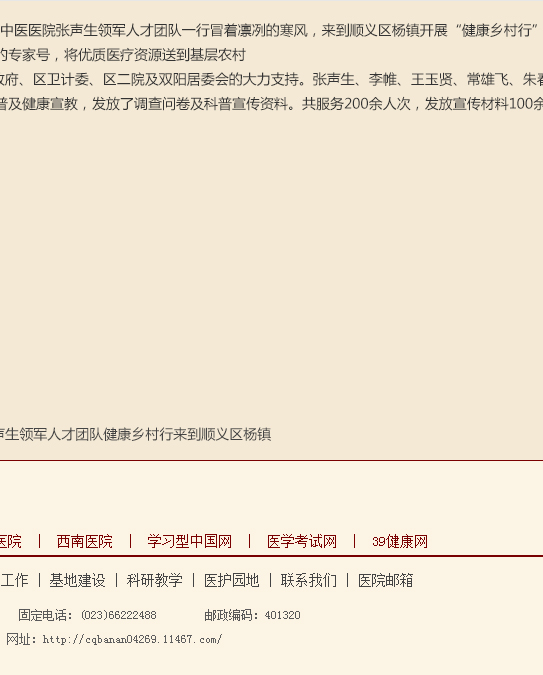 中医医院张声生领军人才团队一行冒着凛冽的寒风，来到顺义区杨镇开展“健康乡村行”
的专家号，将优质医疗资源送到基层农村
政府、区卫计委、区二院及双阳居委会的大力支持。张声生、李帷、王玉贤、常雄飞、朱春
普及健康宣教，发放了调查问卷及科普宣传资料。共服务200余人次，发放宣传材料100余
声生领军人才团队健康乡村行来到顺义区杨镇
医院 | 西南医院 | 学习型中国网 | 医学考试网 | 39健康网
工作 | 基地建设 | 科研教学 | 医护园地 | 联系我们 | 医院邮箱
固定电话：(023)66222488 邮政编码：401320
网址：http://cqbanan04269.11467.com/